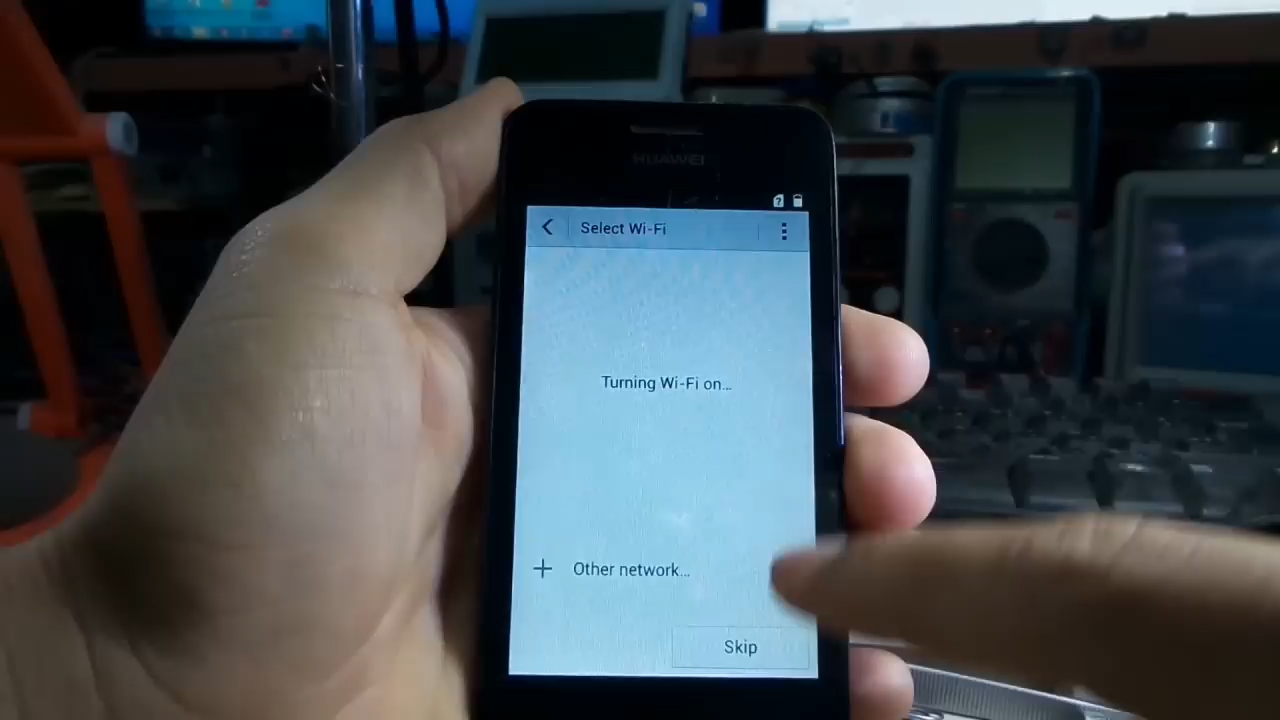 HUAWEI
Select Wi-Fi
Turning Wi-Fi on...
+ Other network...
Skip